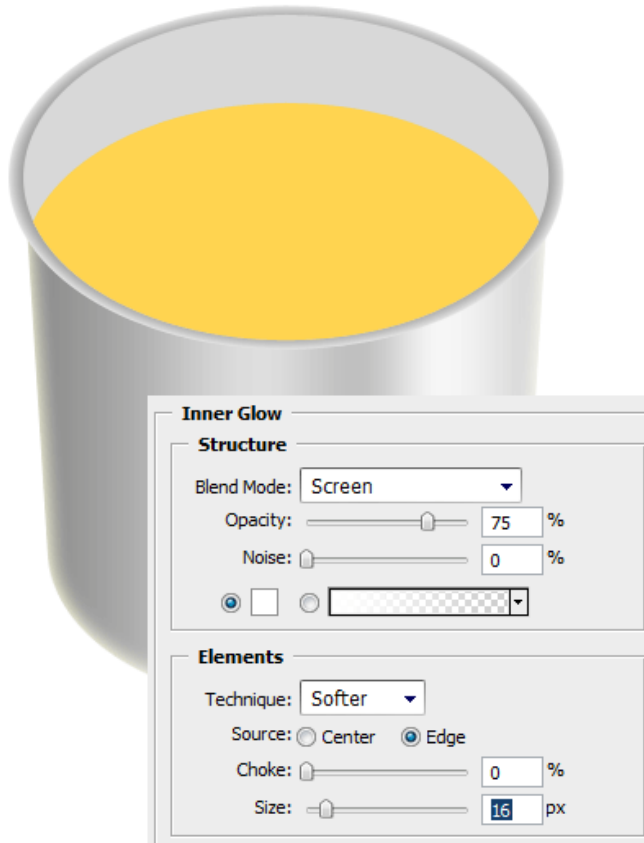 Inner Glow
Structure
Blend Mode: Screen
Opacity: 75 %
Noise: 0 %
Elements
Technique: Softer
Source: Center Edge
Choke: 0 %
Size: 16 px